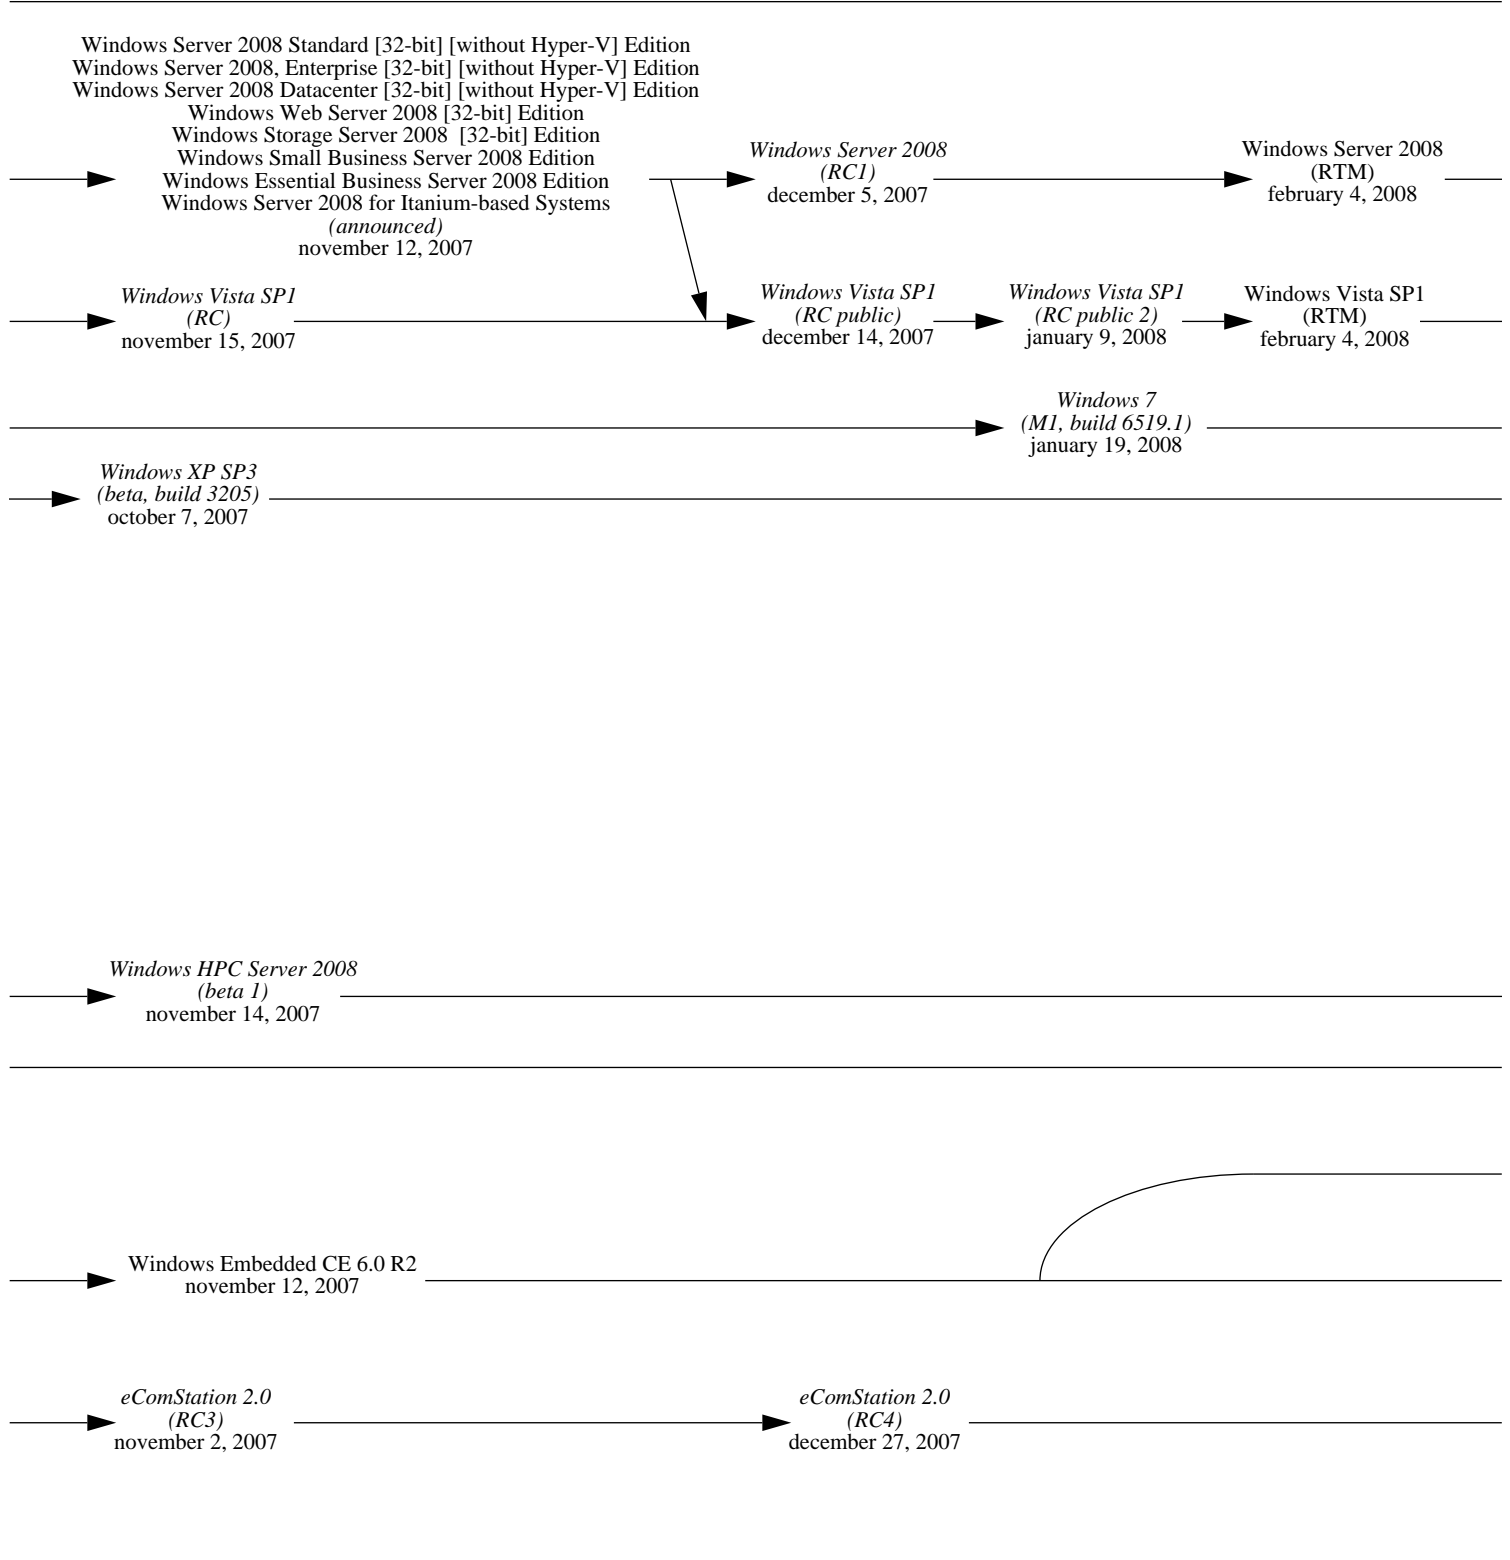 Windows Server 2008 Standard [32-bit] [without Hyper-V] Edition
Windows Server 2008, Enterprise [32-bit] [without Hyper-V] Edition
Windows Server 2008 Datacenter [32-bit] [without Hyper-V] Edition
Windows Web Server 2008 [32-bit] Edition
Windows Storage Server 2008  [32-bit] Edition
Windows Small Business Server 2008 Edition
Windows Essential Business Server 2008 Edition
Windows Server 2008 for Itanium-based Systems
(announced)
november 12, 2007
Windows Server 2008
(RC1)
december 5, 2007
Windows Server 2008
(RTM)
february 4, 2008
Windows Vista SP1
(RC)
november 15, 2007
Windows Vista SP1
(RC public)
december 14, 2007
Windows Vista SP1
(RC public 2)
january 9, 2008
Windows Vista SP1
(RTM)
february 4, 2008
Windows 7
(M1, build 6519.1)
january 19, 2008
Windows XP SP3
(beta, build 3205)
october 7, 2007
Windows HPC Server 2008
(beta 1)
november 14, 2007
Windows Embedded CE 6.0 R2
november 12, 2007
eComStation 2.0
(RC3)
november 2, 2007
eComStation 2.0
(RC4)
december 27, 2007